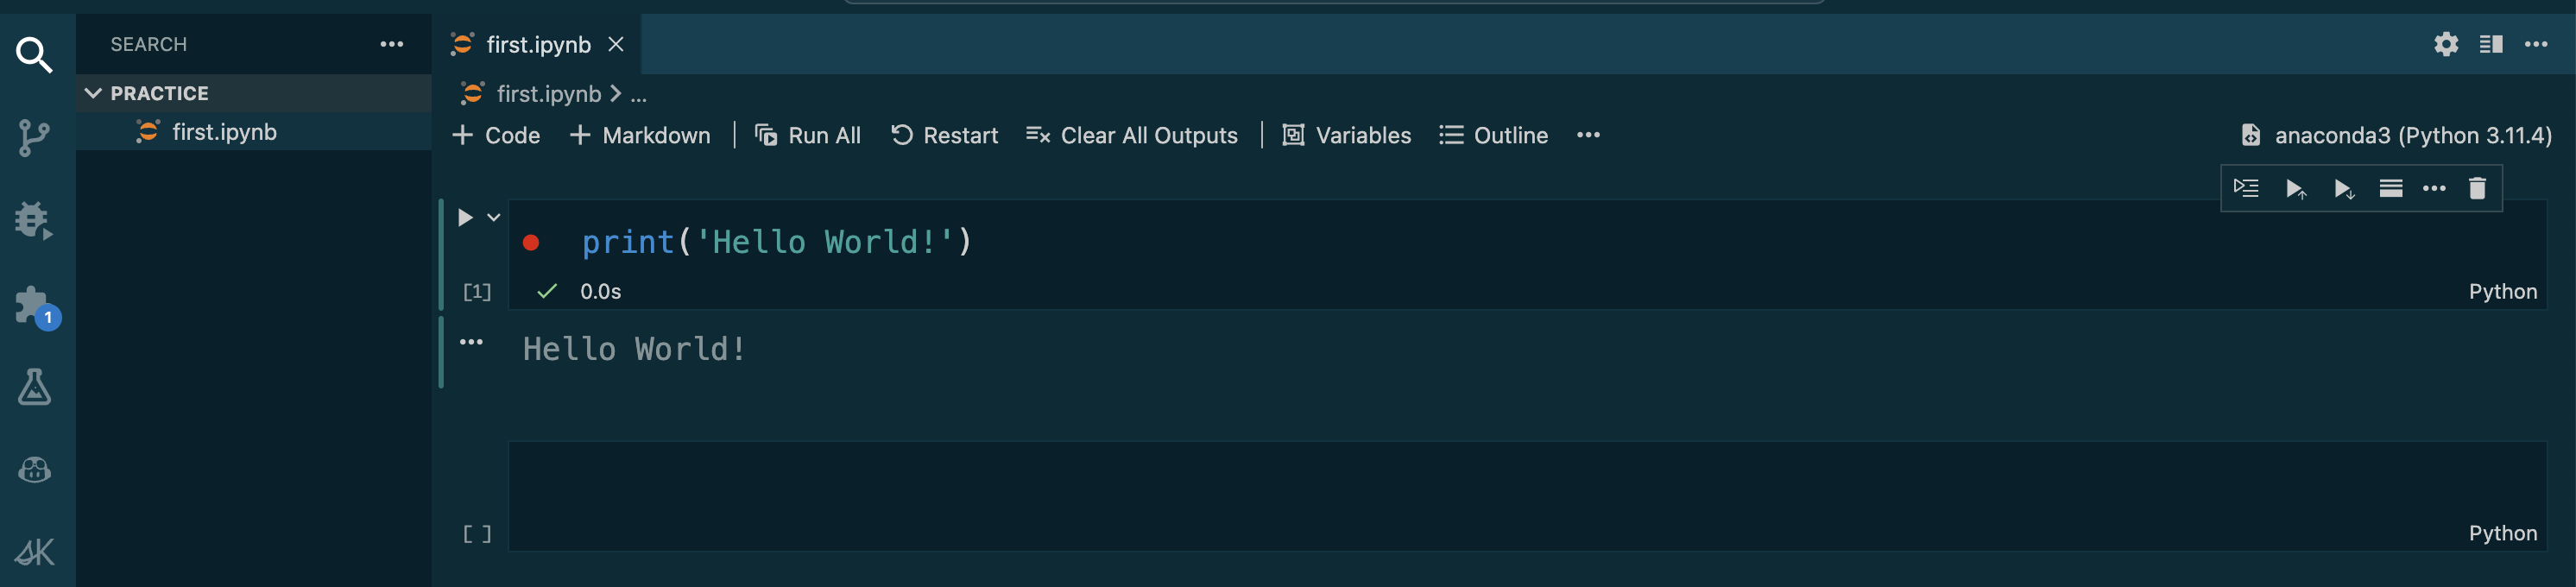 SEARCH
PRACTICE
first.ipynb
first.ipynb
first.ipynb > ...
Code Markdown Run All Restart Clear All Outputs Variables Outline anaconda3 (Python 3.11.4)
print('Hello World!')
[1] 0.0s Python
Hello World!
[ ] Python
1